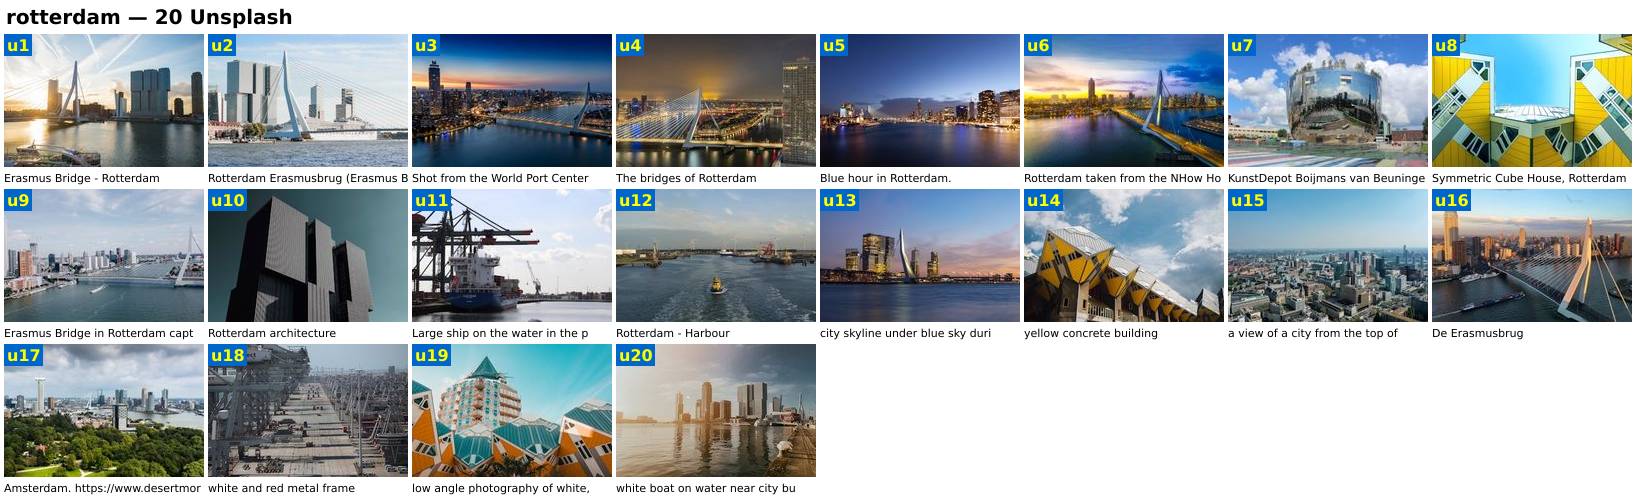 rotterdam — 20 Unsplash
u1 u2 u3 u4 u5 u6 u7 u8
Erasmus Bridge - Rotterdam Rotterdam Erasmusbrug (Erasmus B Shot from the World Port Center The bridges of Rotterdam Blue hour in Rotterdam. Rotterdam taken from the NHow Ho KunstDepot Boijmans van Beuninge Symmetric Cube House, Rotterdam
u9 u10 u11 u12 u13 u14 u15 u16
Erasmus Bridge in Rotterdam capt Rotterdam architecture Large ship on the water in the p Rotterdam - Harbour city skyline under blue sky duri yellow concrete building a view of a city from the top of De Erasmusbrug
u17 u18 u19 u20
Amsterdam. https://www.desertmor white and red metal frame low angle photography of white, white boat on water near city bu